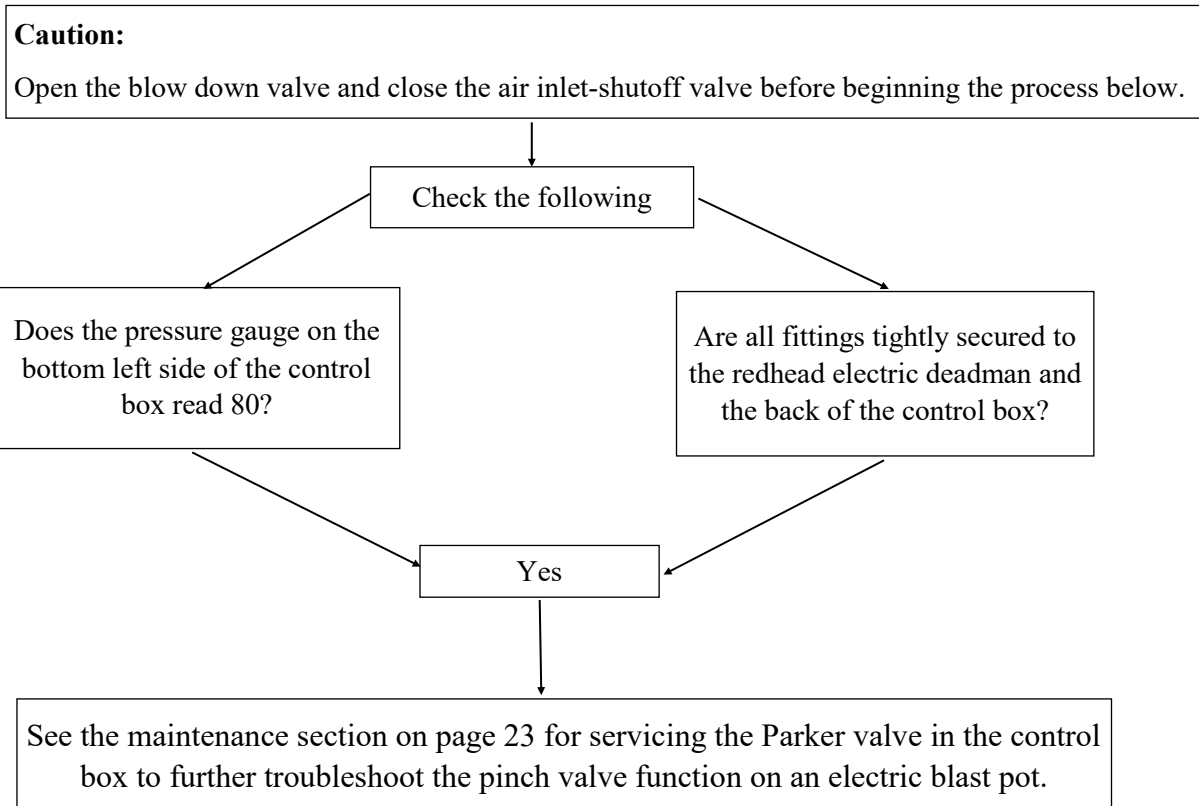 Caution:
Open the blow down valve and close the air inlet-shutoff valve before beginning the process below.
Check the following
Does the pressure gauge on the
bottom left side of the control
box read 80?
Are all fittings tightly secured to
the redhead electric deadman and
the back of the control box?
Yes
See the maintenance section on page 23 for servicing the Parker valve in the control
box to further troubleshoot the pinch valve function on an electric blast pot.